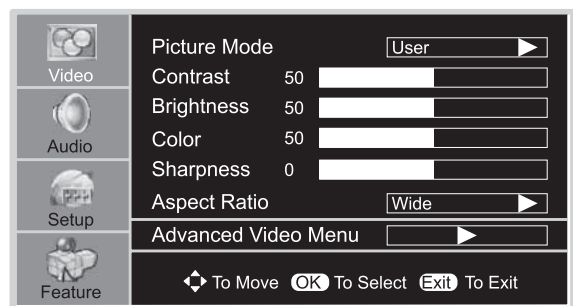 Video
Audio
Setup
Feature
Picture Mode User
Contrast 50
Brightness 50
Color 50
Sharpness 0
Aspect Ratio Wide
Advanced Video Menu
To Move OK To Select Exit To Exit